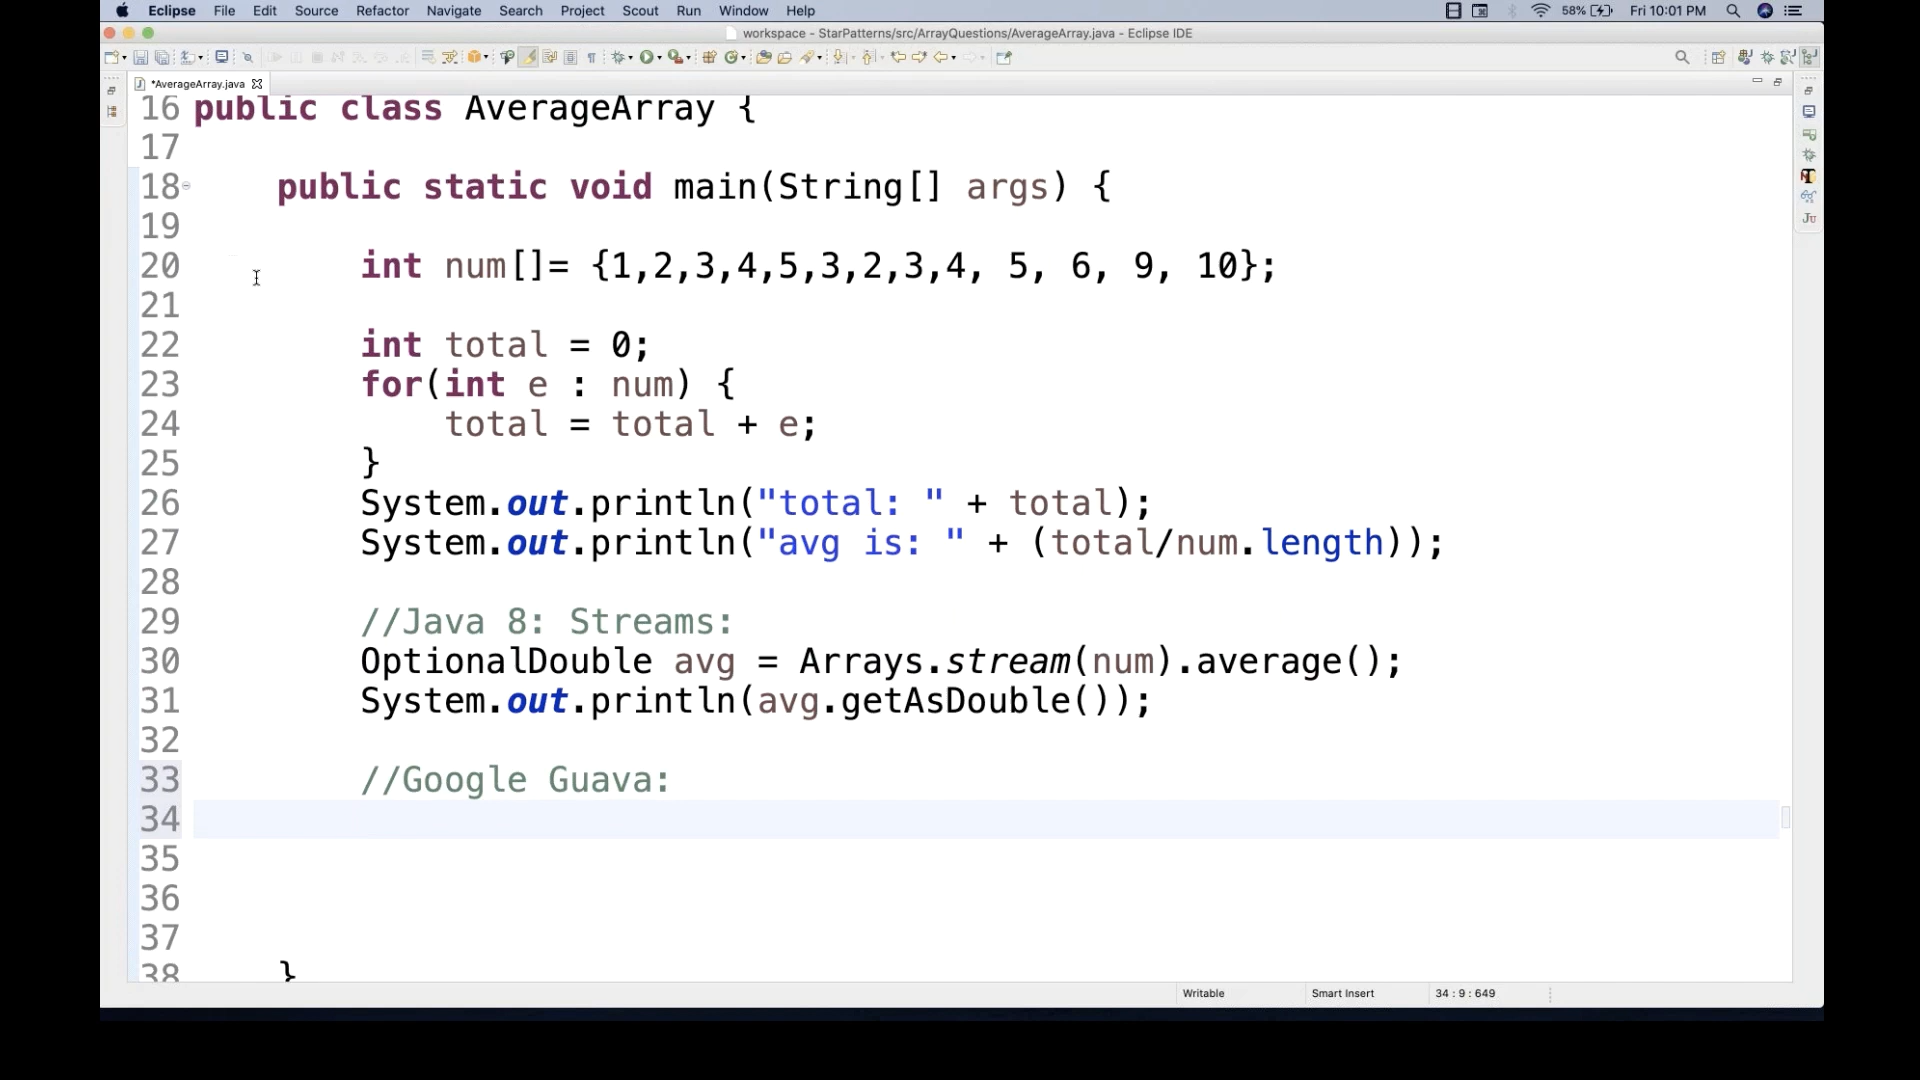 Eclipse File Edit Source Refactor Navigate Search Project Scout Run Window Help 58% Fri 10:01 PM
workspace - StarPatterns/src/ArrayQuestions/AverageArray.java - Eclipse IDE
*AverageArray.java
16 public class AverageArray {
17
18 public static void main(String[] args) {
19
20 int num[]= {1,2,3,4,5,3,2,3,4, 5, 6, 9, 10};
21
22 int total = 0;
23 for(int e : num) {
24 total = total + e;
25 }
26 System.out.println("total: " + total);
27 System.out.println("avg is: " + (total/num.length));
28
29 //Java 8: Streams:
30 OptionalDouble avg = Arrays.stream(num).average();
31 System.out.println(avg.getAsDouble());
32
33 //Google Guava:
34
35
36
37
38 }
Writable Smart Insert 34 : 9 : 649